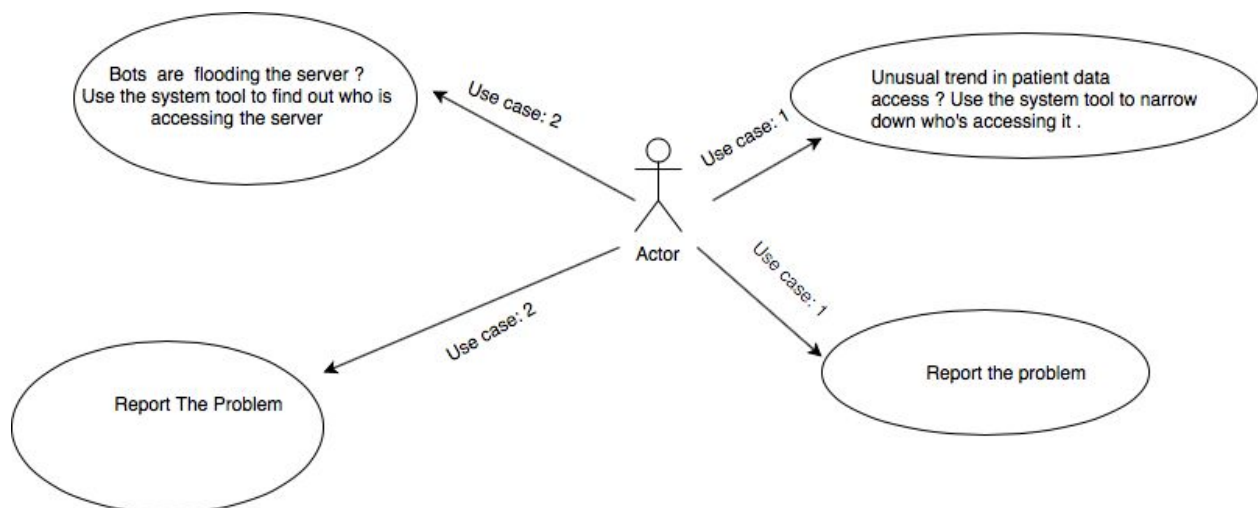 Bots are flooding the server ?
Use the system tool to find out who is
accessing the server
Use case: 2
Use case: 1
Unusual trend in patient data
access ? Use the system tool to narrow
down who's accessing it .
Actor
Use case: 2
Use case: 1
Report The Problem
Report the problem